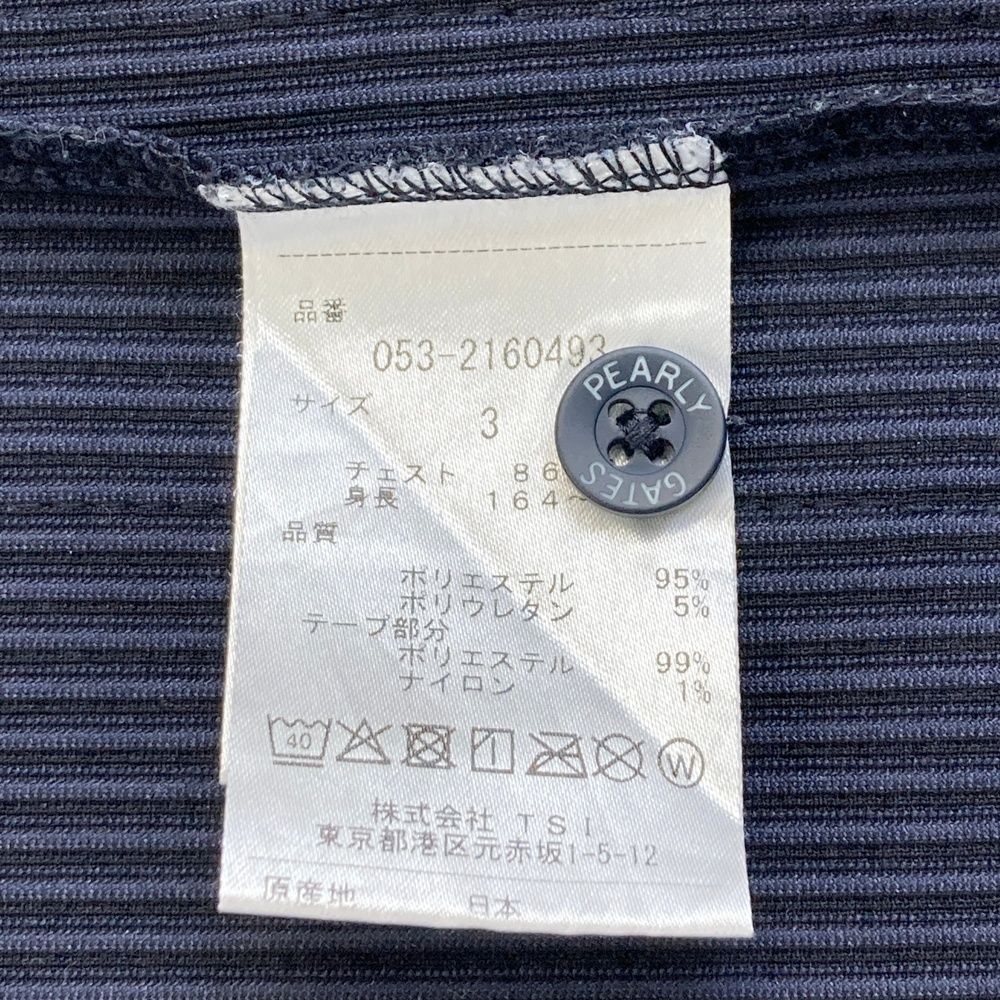 品番
053-2160493
サイズ
3
チェスト 86
身長 164~
品質
ポリエステル 95%
ポリウレタン 5%
テープ部分
ポリエステル 99%
ナイロン 1%
40
W
株式会社 TSI
東京都港区元赤坂1-5-12
原産地 日本
PEARLY
GATES